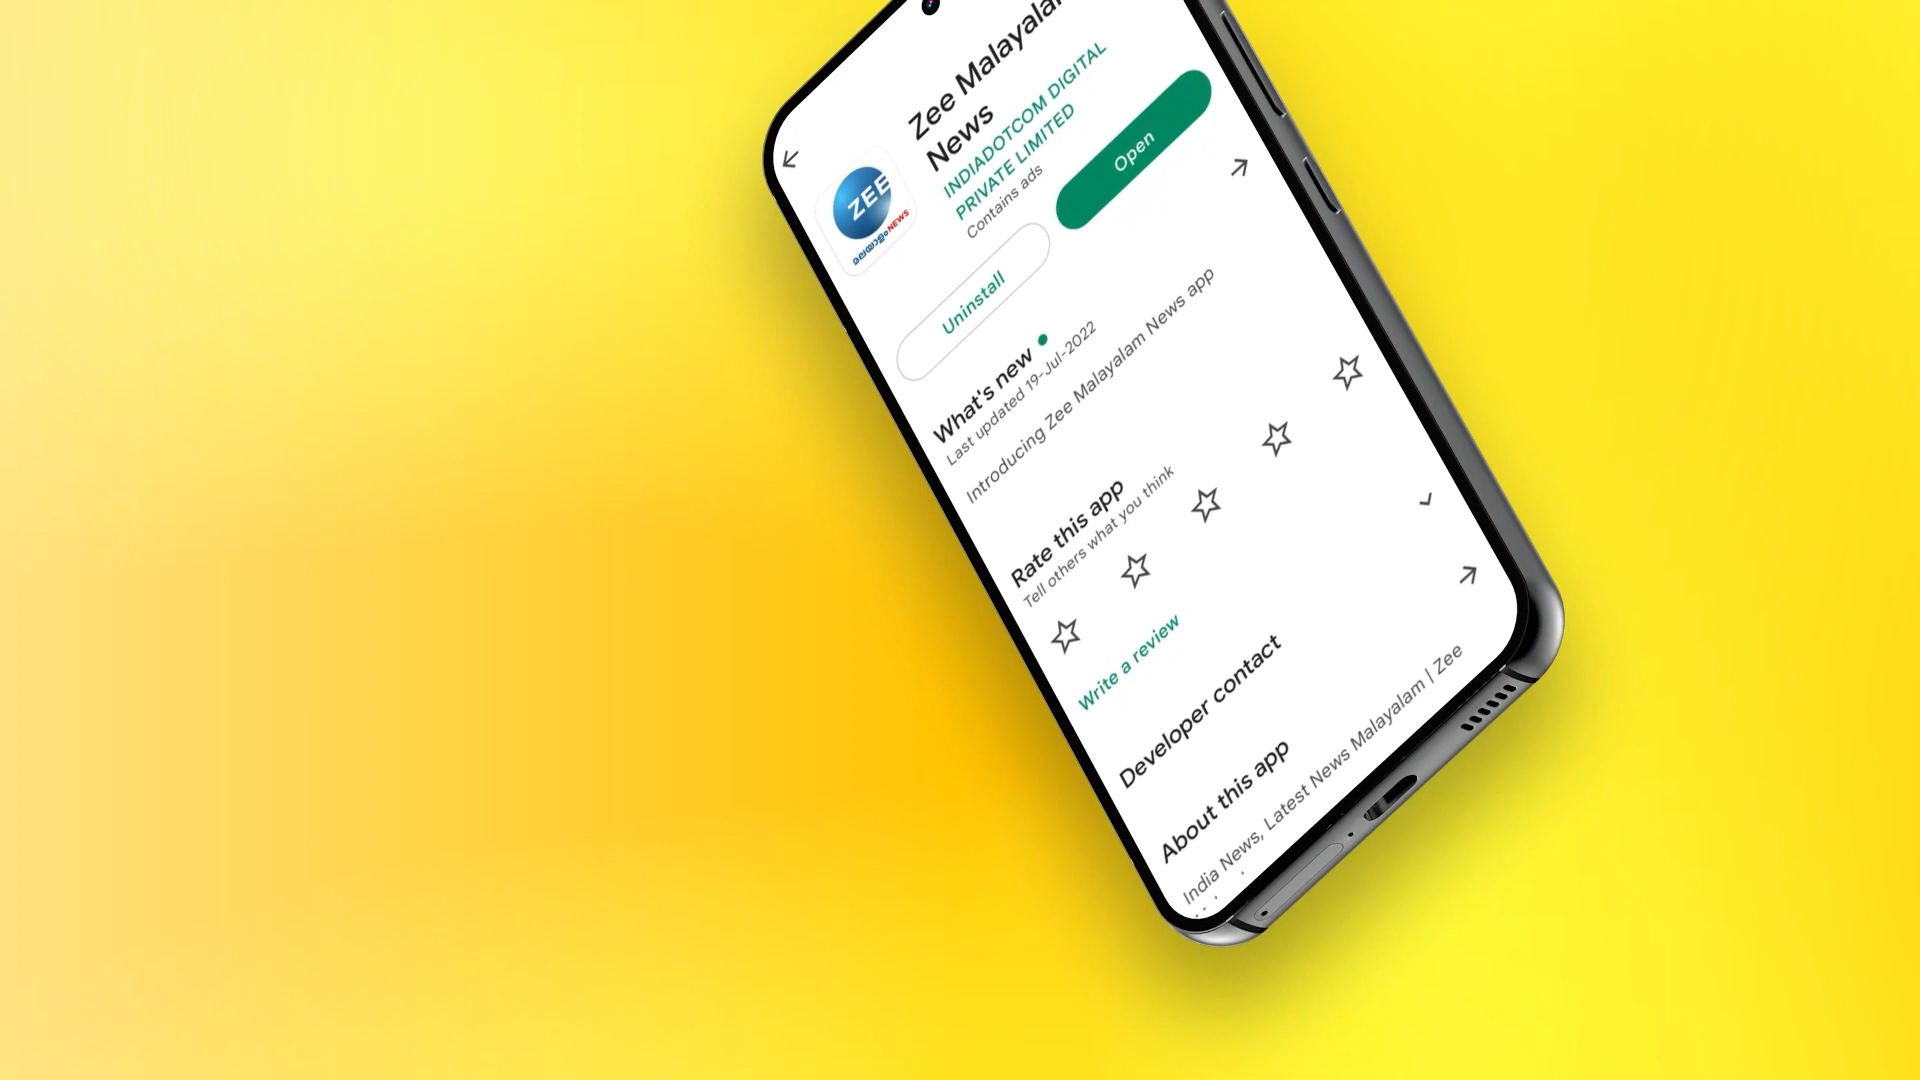 Zee Malayalam
News
INDIADOTCOM DIGITAL
PRIVATE LIMITED
Contains ads
ZEE
മലയാളം NEWS
Uninstall
Open
What's new
Last updated 19-Jul-2022
Introducing Zee Malayalam News app
Rate this app
Tell others what you think
Write a review
Developer contact
About this app
India News, Latest News Malayalam | Zee